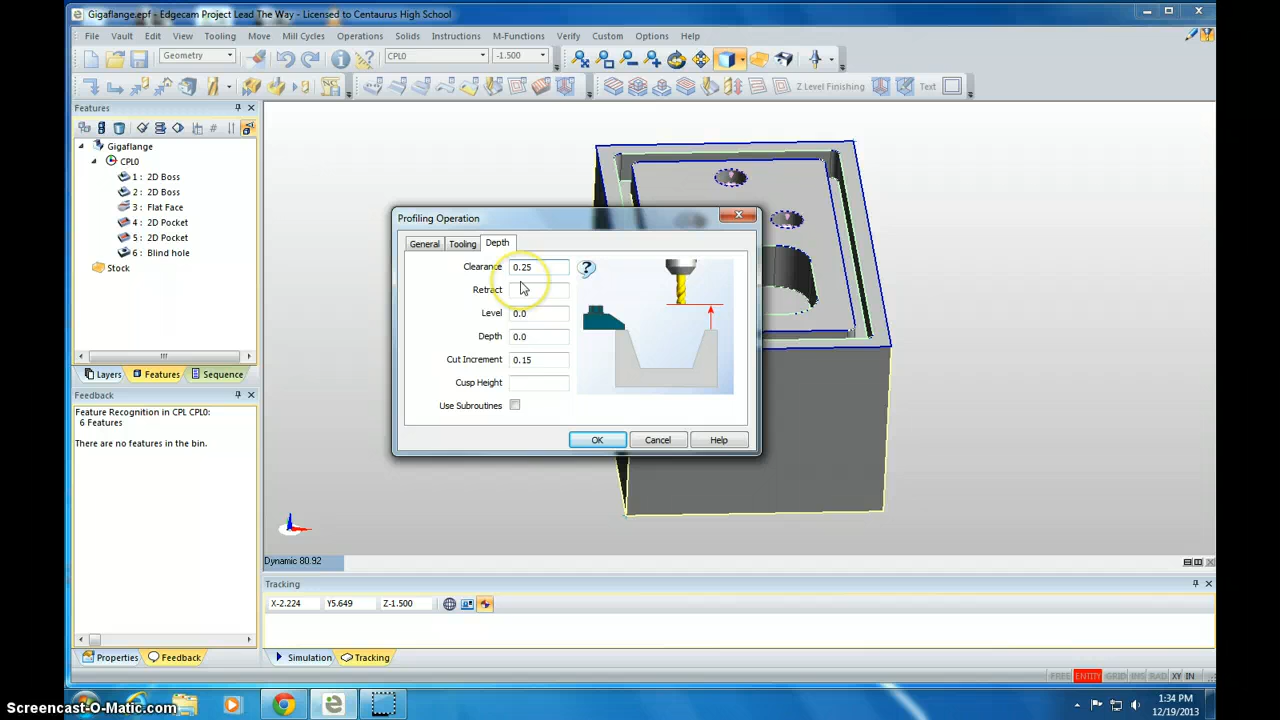 Gigaflange.epf - Edgecam Project Lead The Way - Licensed to Centaurus High School
File Vault Edit View Tooling Move Mill Cycles Operations Solids Instructions M-Functions Verify Custom Options Help
Geometry CPL0 -1.500
Z Level Finishing Text
Features
Gigaflange
CPL0
1 : 2D Boss
2 : 2D Boss
3 : Flat Face
4 : 2D Pocket
5 : 2D Pocket
6 : Blind hole
Stock
Layers Features Sequence
Feedback
Feature Recognition in CPL CPL0:
6 Features
There are no features in the bin.
Properties Feedback
Profiling Operation
General Tooling Depth
Clearance 0.25
Retract
Level 0.0
Depth 0.0
Cut Increment 0.15
Cusp Height
Use Subroutines
OK Cancel Help
Dynamic 80.92
Tracking
X-2.224 Y5.649 Z-1.500
Simulation Tracking
FREE ENTITY GRID INS RAD XY IN
1:34 PM
12/19/2013
Screencast-O-Matic.com